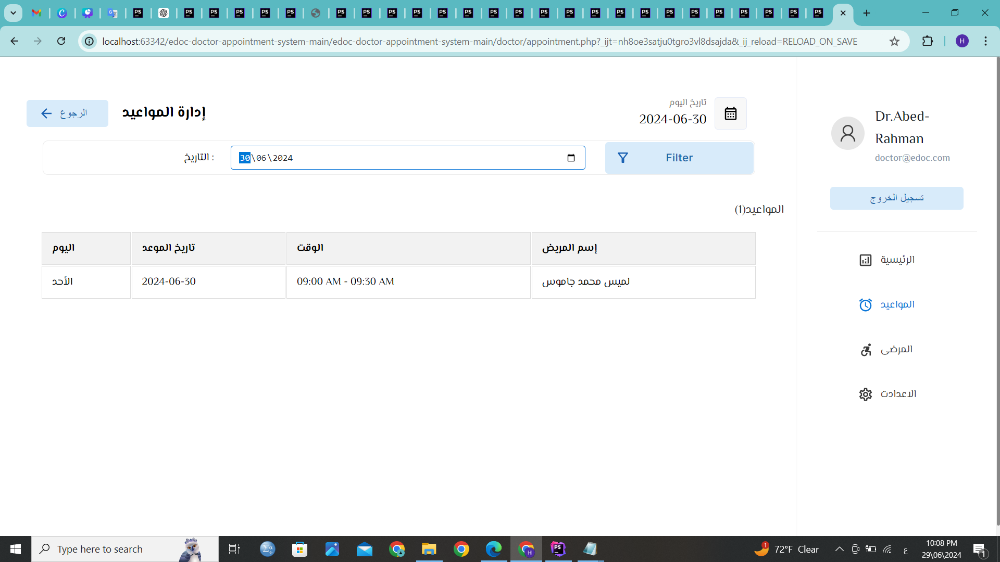 localhost:63342/edoc-doctor-appointment-system-main/edoc-doctor-appointment-system-main/doctor/appointment.php?_ijt=nh8oe3satju0tgro3vl8dsajda&_ij_reload=RELOAD_ON_SAVE
H
تاريخ اليوم
2024-06-30
إدارة المواعيد
الرجوع
التاريخ :
30\06\2024
Filter
Dr.Abed-
Rahman
doctor@edoc.com
تسجيل الخروج
المواعيد(1)
اليوم
تاريخ الموعد
الوقت
إسم المريض
الأحد
2024-06-30
09:00 AM - 09:30 AM
لميس محمد جاموس
الرئيسية
المواعيد
المرضى
الاعدادت
Type here to search
1
72°F Clear
ع
10:08 PM
29\06\2024
1